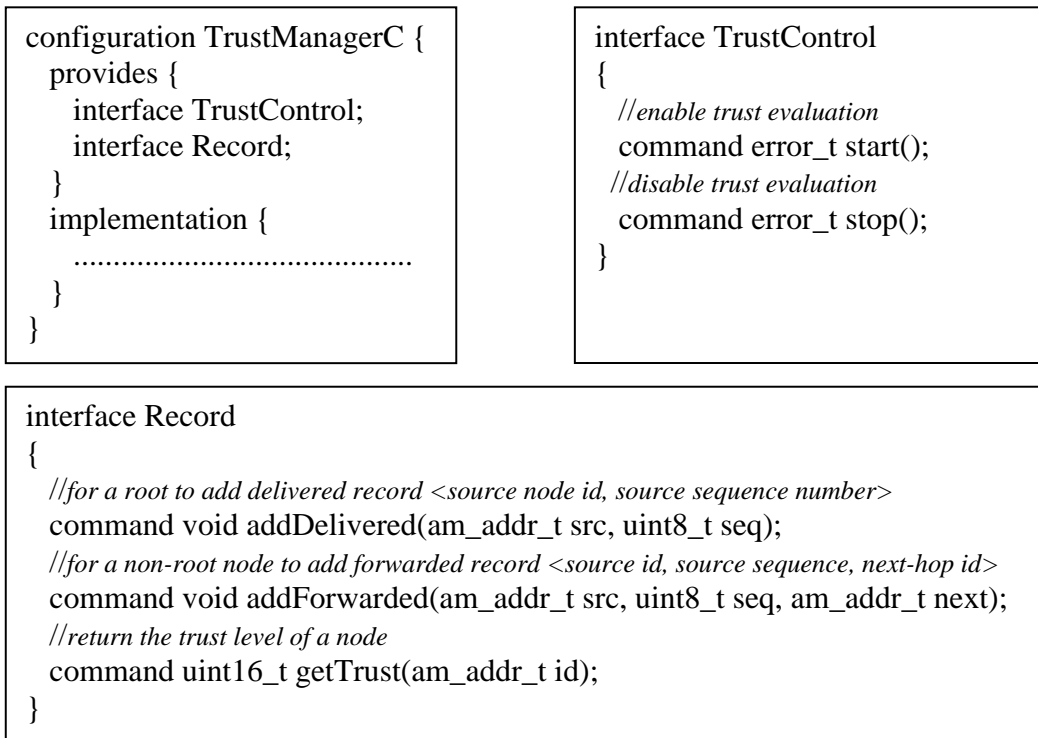 configuration TrustManagerC {
provides {
interface TrustControl;
interface Record;
}
implementation {
..........................................
}
}
interface TrustControl
{
//enable trust evaluation
command error_t start();
//disable trust evaluation
command error_t stop();
}
interface Record
{
//for a root to add delivered record <source node id, source sequence number>
command void addDelivered(am_addr_t src, uint8_t seq);
//for a non-root node to add forwarded record <source id, source sequence, next-hop id>
command void addForwarded(am_addr_t src, uint8_t seq, am_addr_t next);
//return the trust level of a node
command uint16_t getTrust(am_addr_t id);
}